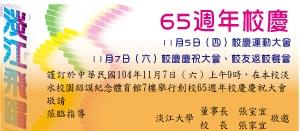 淡江飛躍
65週年校慶
11月5日（四）校慶運動大會
11月7日（六）校慶慶祝大會、校友返校餐會
謹訂於中華民國104年11月7日（六）上午9時，在本校淡
水校園紹謨紀念體育館7樓舉行創校65週年校慶慶祝大會
敬請
蒞臨指導
淡江大學 董事長 張室宜
校長 張家宜 敬邀